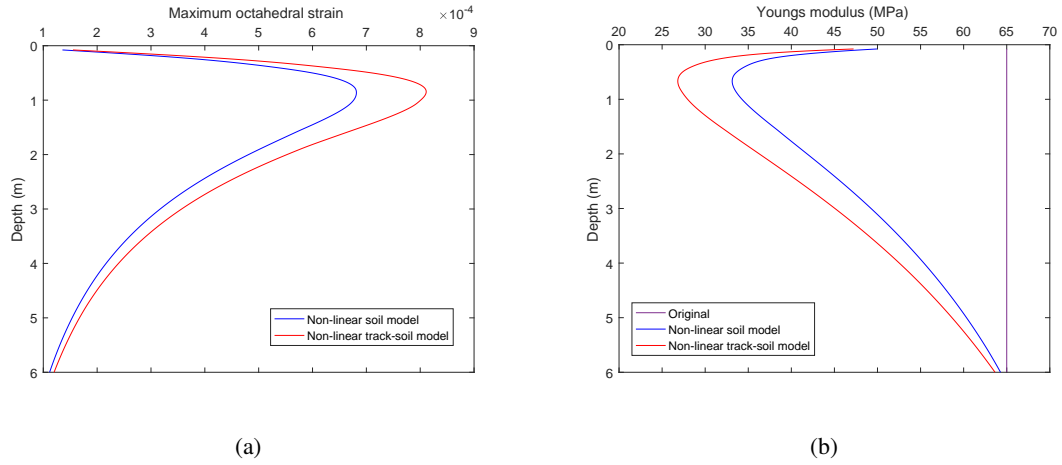 Maximum octahedral strain
×10⁻⁴
1 2 3 4 5 6 7 8 9
0
1
2
3
4
5
6
Depth (m)
Non-linear soil model
Non-linear track-soil model
(a)
Youngs modulus (MPa)
20 25 30 35 40 45 50 55 60 65 70
0
1
2
3
4
5
6
Depth (m)
Original
Non-linear soil model
Non-linear track-soil model
(b)